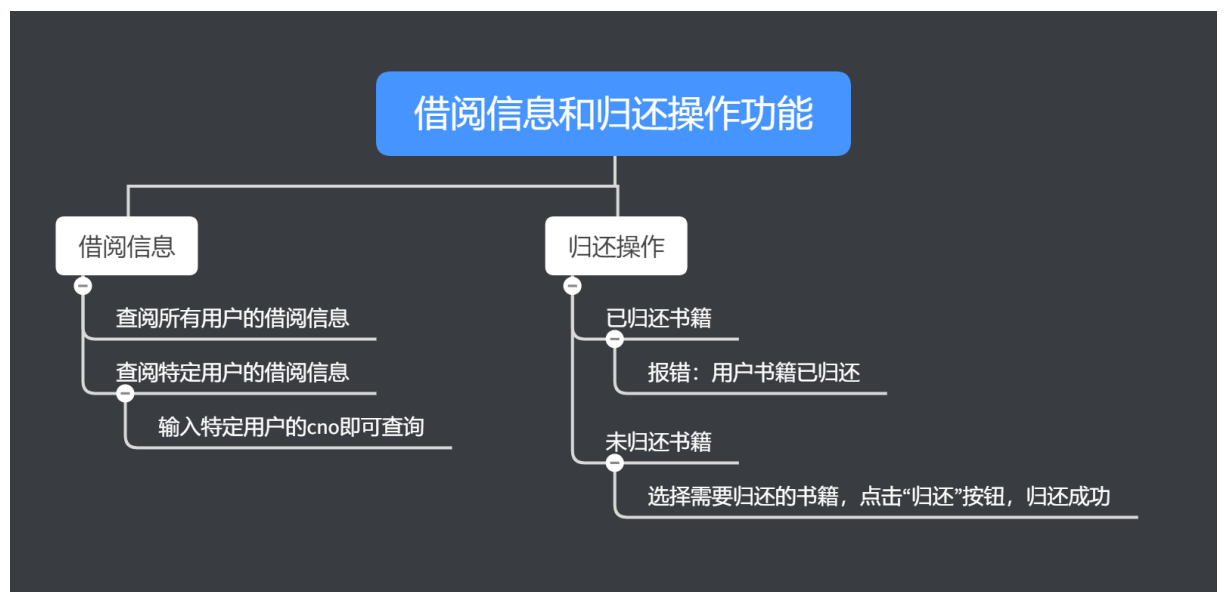 借阅信息和归还操作功能
借阅信息
查阅所有用户的借阅信息
查阅特定用户的借阅信息
输入特定用户的cno即可查询
归还操作
已归还书籍
报错：用户书籍已归还
未归还书籍
选择需要归还的书籍，点击“归还”按钮，归还成功